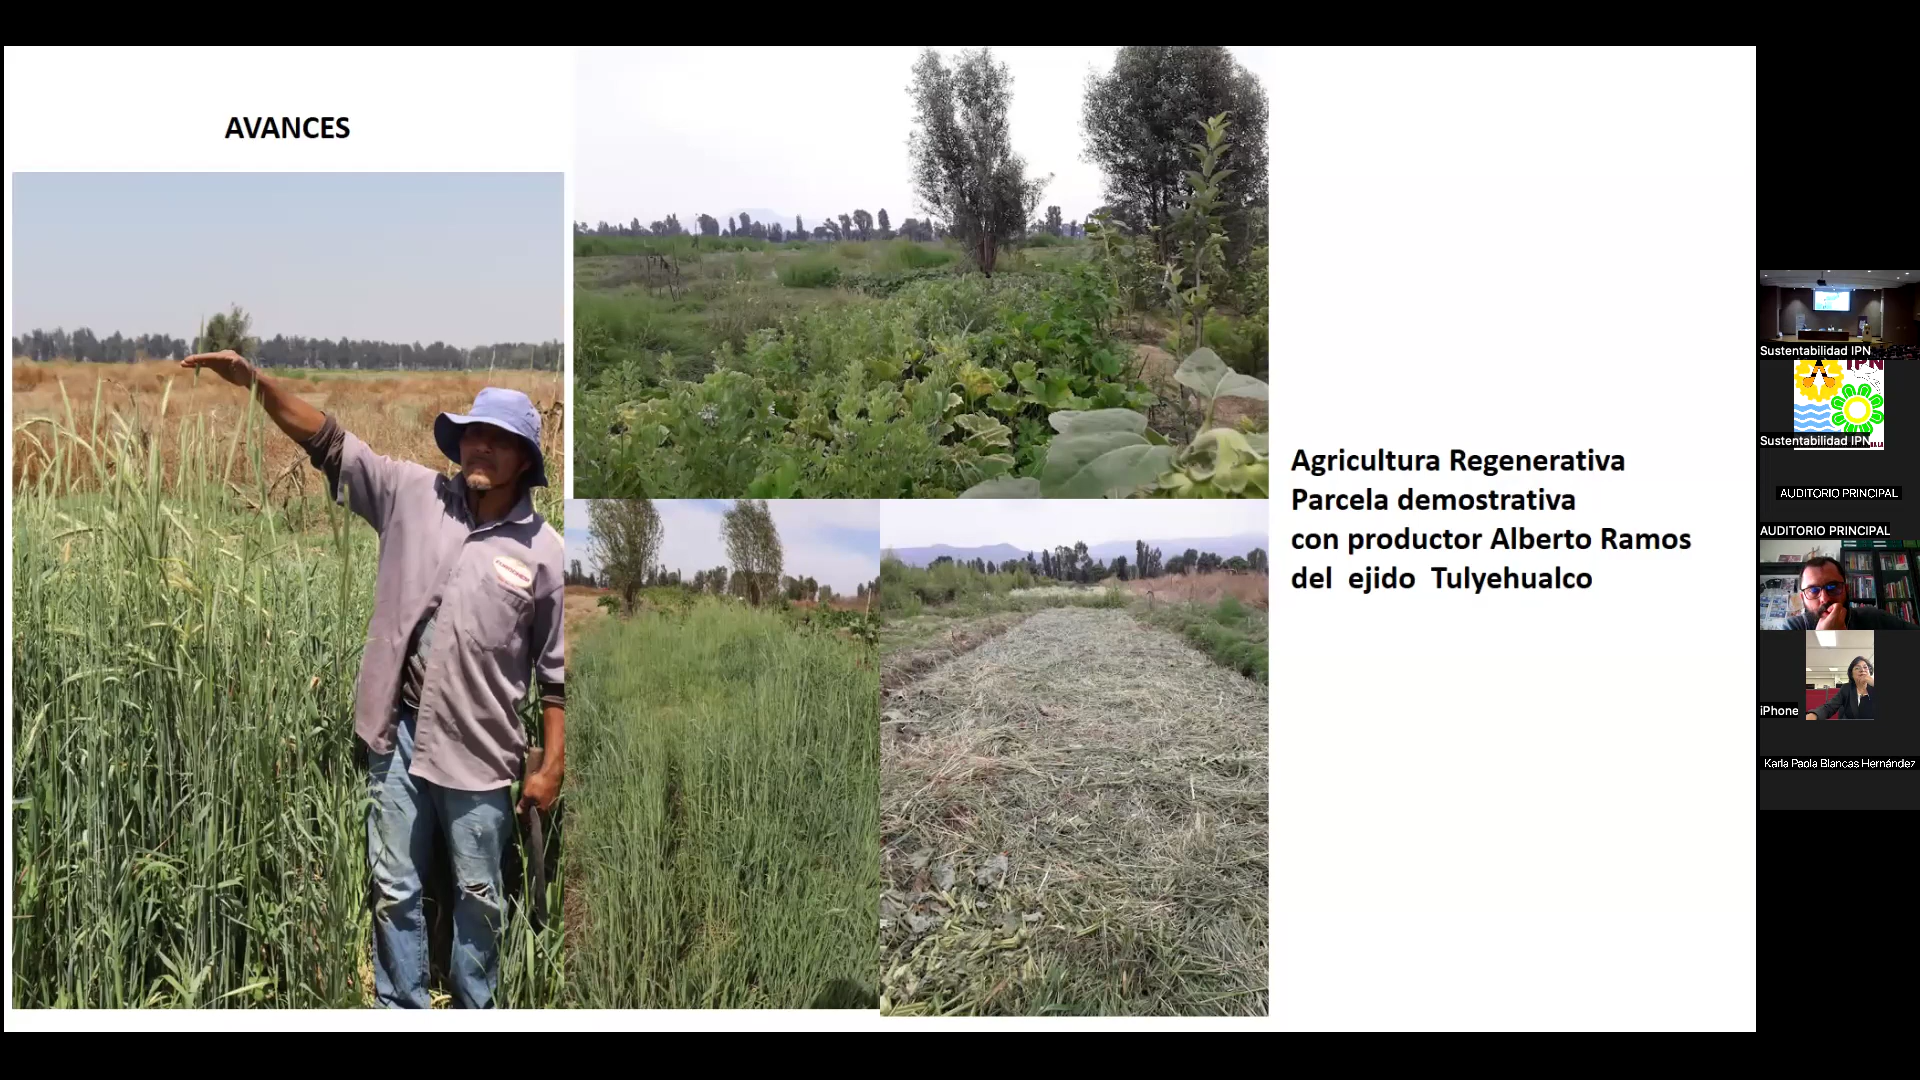 AVANCES
Agricultura Regenerativa
Parcela demostrativa
con productor Alberto Ramos
del ejido Tulyehualco
Sustentabilidad IPN
IPN
Sustentabilidad IPN
AUDITORIO PRINCIPAL
AUDITORIO PRINCIPAL
iPhone
Karla Paola Blancas Hernández